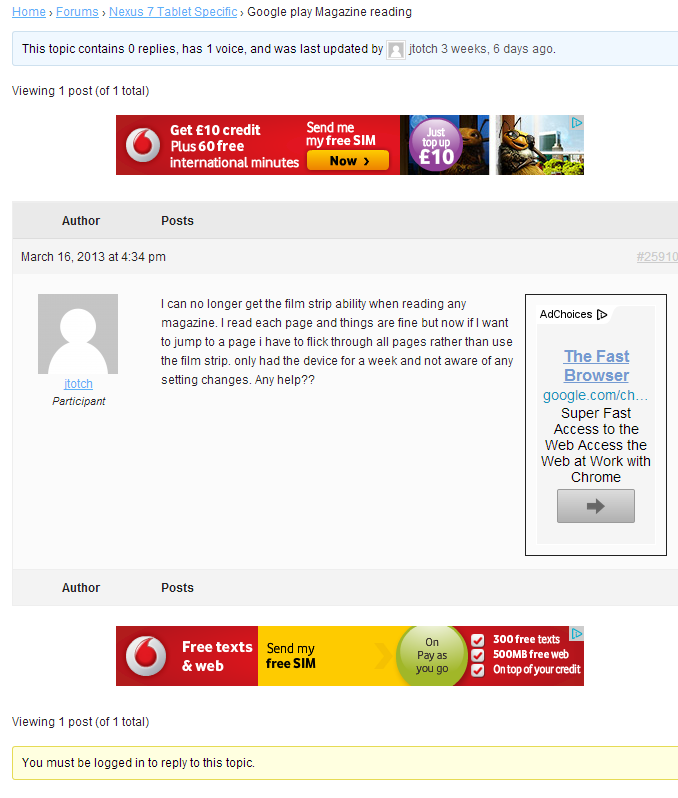 Home › Forums › Nexus 7 Tablet Specific › Google play Magazine reading
This topic contains 0 replies, has 1 voice, and was last updated by jtotch 3 weeks, 6 days ago.
Viewing 1 post (of 1 total)
Get £10 credit
Plus 60 free
international minutes
Send me
my free SIM
Now ›
Just
top up
£10
Author Posts
March 16, 2013 at 4:34 pm #25910
I can no longer get the film strip ability when reading any
magazine. I read each page and things are fine but now if I want
to jump to a page i have to flick through all pages rather than use
the film strip. only had the device for a week and not aware of any
setting changes. Any help??
jtotch
Participant
AdChoices
The Fast
Browser
google.com/ch...
Super Fast
Access to the
Web Access the
Web at Work with
Chrome
Author Posts
Free texts
& web
Send my
free SIM
On
Pay as
you go
300 free texts
500MB free web
On top of your credit
Viewing 1 post (of 1 total)
You must be logged in to reply to this topic.